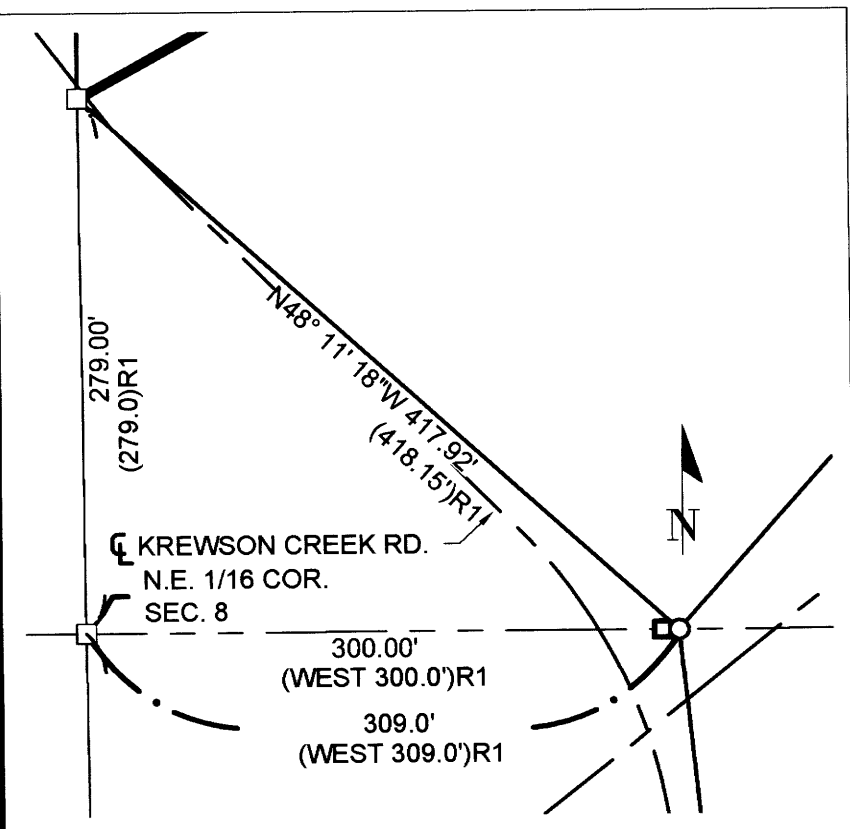 N48° 11' 18"W 417.92'
(418.15')R1
279.00'
(279.0)R1
N
℄ KREWSON CREEK RD.
N.E. 1/16 COR.
SEC. 8
300.00'
(WEST 300.0')R1
309.0'
(WEST 309.0')R1